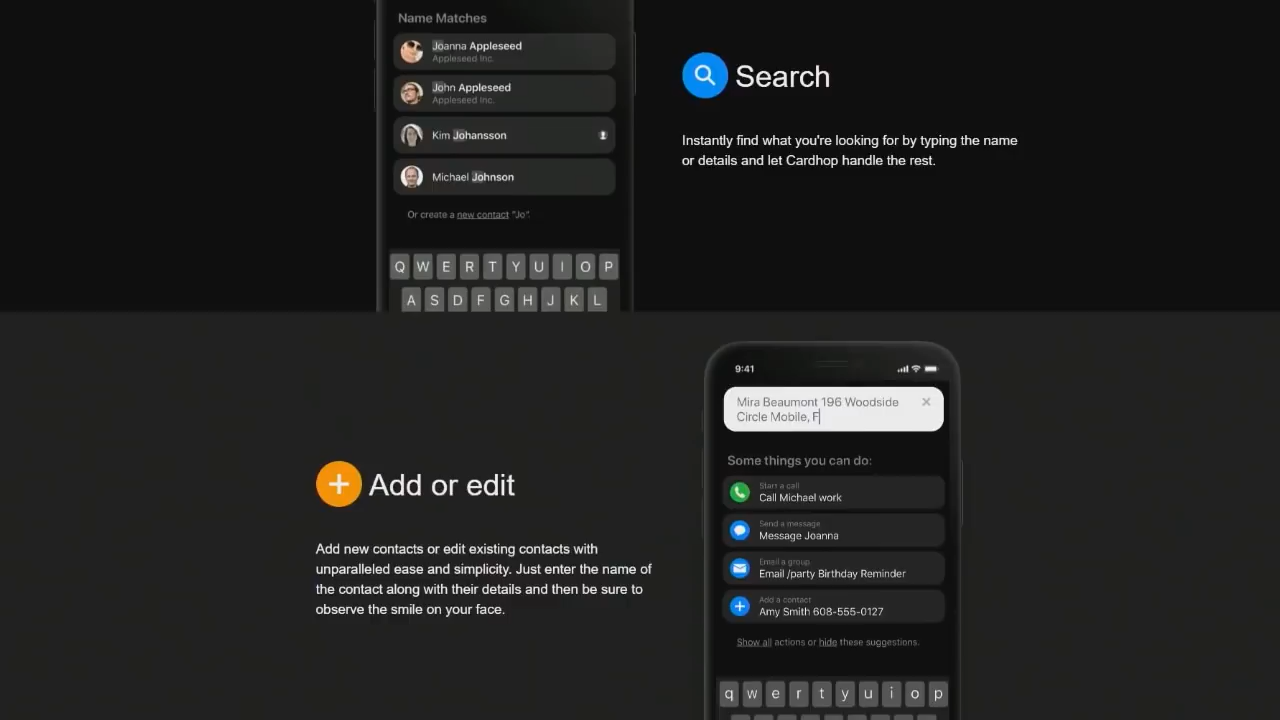 Name Matches
Joanna Appleseed
Appleseed Inc.
John Appleseed
Appleseed Inc.
Kim Johansson
Michael Johnson
Or create a new contact "Jo".
Q W E R T Y U I O P
A S D F G H J K L
Search
Instantly find what you're looking for by typing the name
or details and let Cardhop handle the rest.
Add or edit
Add new contacts or edit existing contacts with
unparalleled ease and simplicity. Just enter the name of
the contact along with their details and then be sure to
observe the smile on your face.
9:41
Mira Beaumont 196 Woodside
Circle Mobile, F
Some things you can do:
Start a call
Call Michael work
Send a message
Message Joanna
Email a group
Email /party Birthday Reminder
Add a contact
Amy Smith 608-555-0127
Show all actions or hide these suggestions.
q w e r t y u i o p